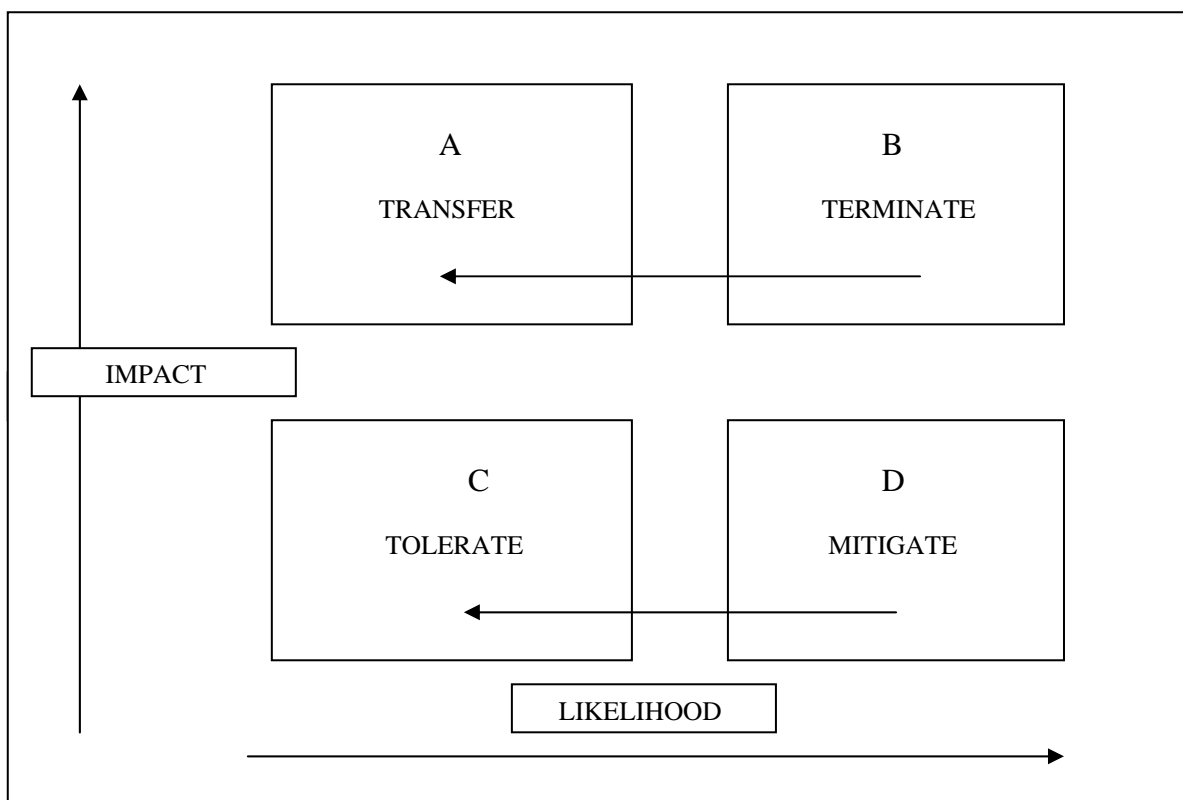 A
TRANSFER
B
TERMINATE
IMPACT
C
TOLERATE
D
MITIGATE
LIKELIHOOD